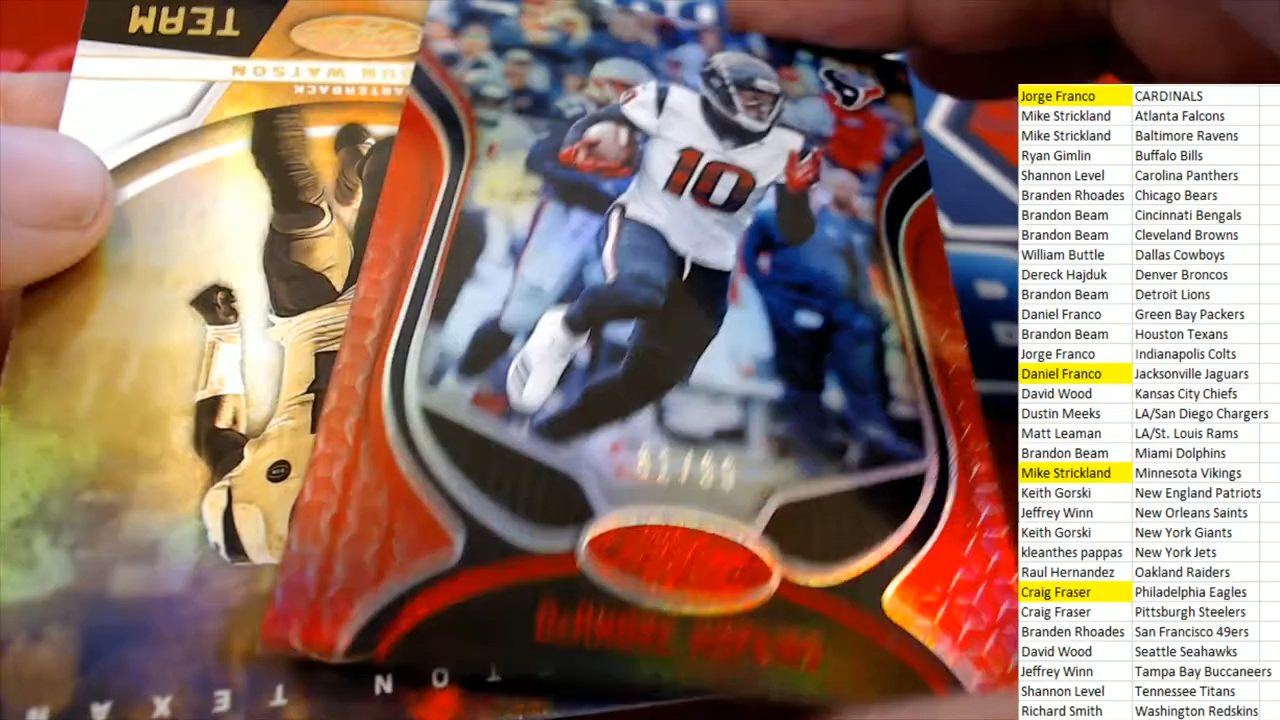 TEAM
WATSON
10
DeANDRE HOPKINS
TEXAN
Jorge Franco CARDINALS
Mike Strickland Atlanta Falcons
Mike Strickland Baltimore Ravens
Ryan Gimlin Buffalo Bills
Shannon Level Carolina Panthers
Branden Rhoades Chicago Bears
Brandon Beam Cincinnati Bengals
Brandon Beam Cleveland Browns
William Buttle Dallas Cowboys
Dereck Hajduk Denver Broncos
Brandon Beam Detroit Lions
Daniel Franco Green Bay Packers
Brandon Beam Houston Texans
Jorge Franco Indianapolis Colts
Daniel Franco Jacksonville Jaguars
David Wood Kansas City Chiefs
Dustin Meeks LA/San Diego Chargers
Matt Leaman LA/St. Louis Rams
Brandon Beam Miami Dolphins
Mike Strickland Minnesota Vikings
Keith Gorski New England Patriots
Jeffrey Winn New Orleans Saints
Keith Gorski New York Giants
kleanthes pappas New York Jets
Raul Hernandez Oakland Raiders
Craig Fraser Philadelphia Eagles
Craig Fraser Pittsburgh Steelers
Branden Rhoades San Francisco 49ers
David Wood Seattle Seahawks
Jeffrey Winn Tampa Bay Buccaneers
Shannon Level Tennessee Titans
Richard Smith Washington Redskins